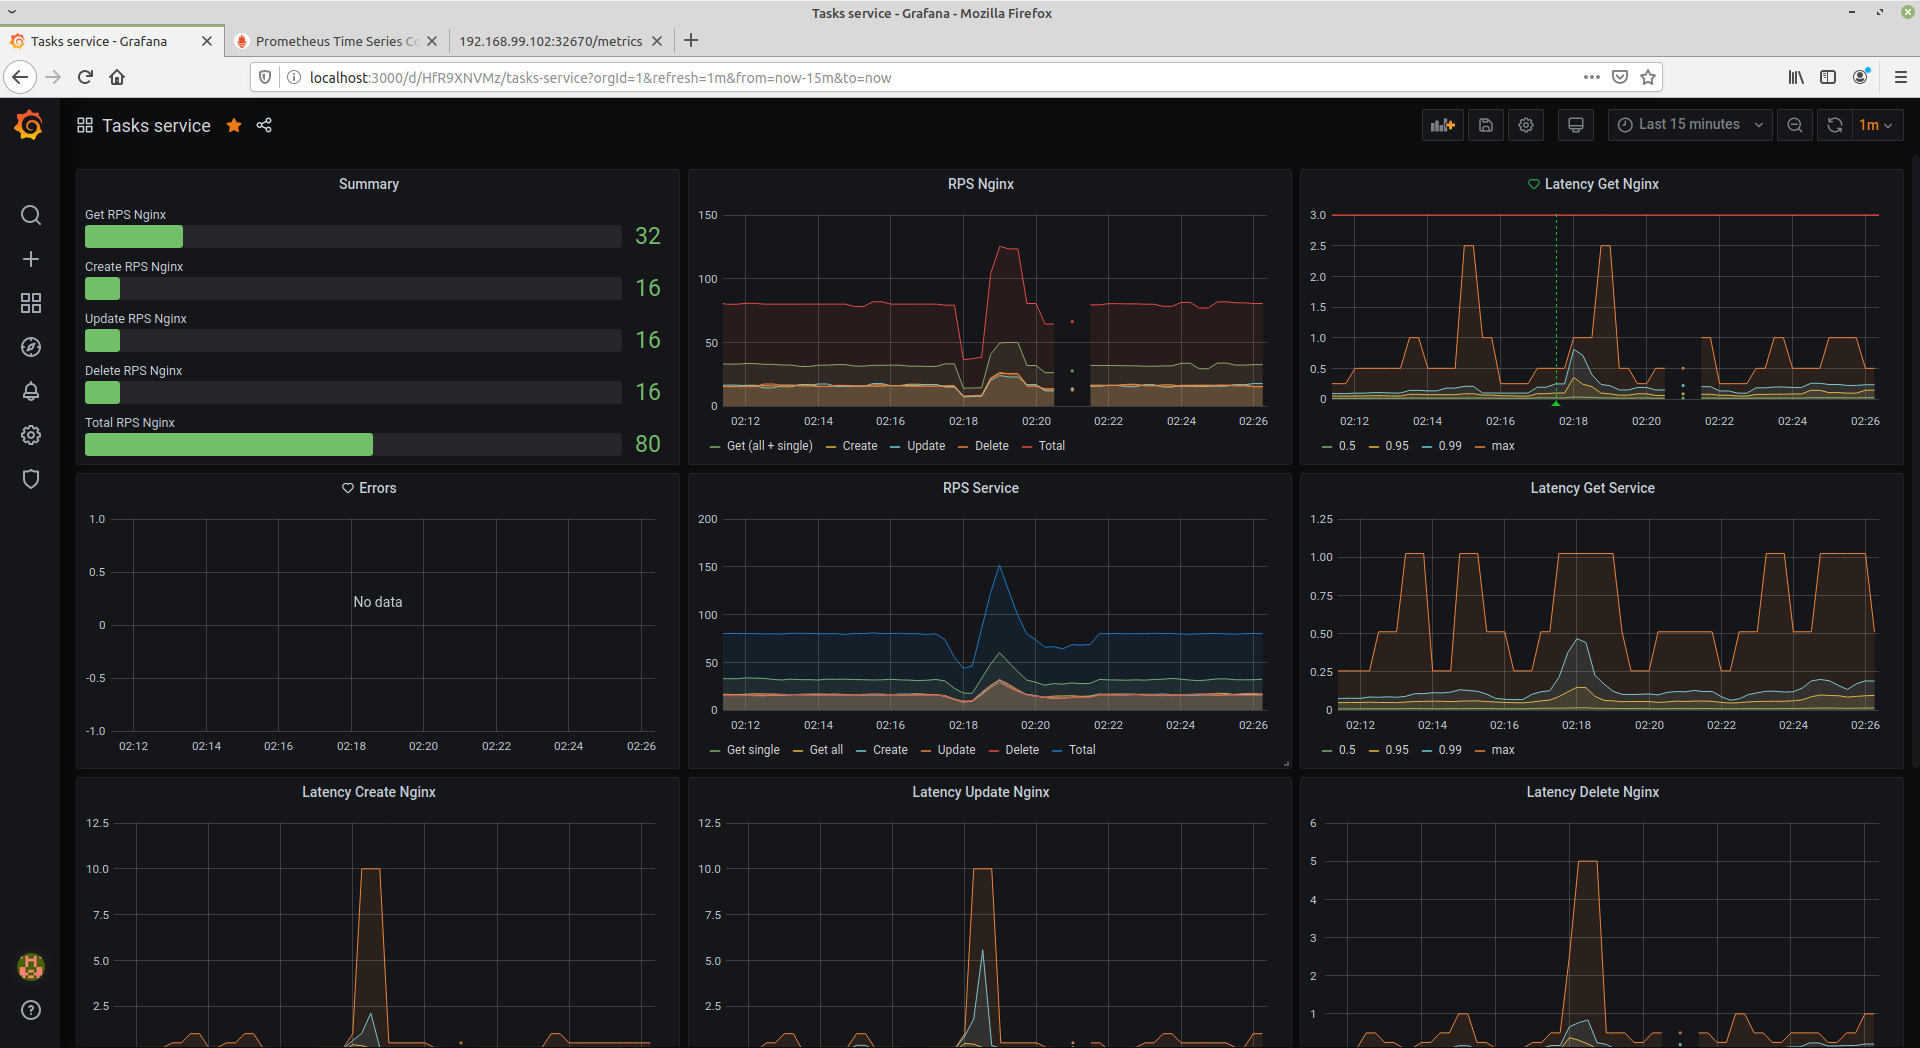 Tasks service - Grafana - Mozilla Firefox
Tasks service - Grafana
Prometheus Time Series Co
192.168.99.102:32670/metrics
localhost:3000/d/HfR9XNVMz/tasks-service?orgId=1&refresh=1m&from=now-15m&to=now
Tasks service
Last 15 minutes
1m
Summary
Get RPS Nginx
32
Create RPS Nginx
16
Update RPS Nginx
16
Delete RPS Nginx
16
Total RPS Nginx
80
RPS Nginx
150
100
50
0
02:12 02:14 02:16 02:18 02:20 02:22 02:24 02:26
Get (all + single) Create Update Delete Total
Latency Get Nginx
3.0
2.5
2.0
1.5
1.0
0.5
0
02:12 02:14 02:16 02:18 02:20 02:22 02:24 02:26
0.5 0.95 0.99 max
Errors
1.0
0.5
0
-0.5
-1.0
No data
02:12 02:14 02:16 02:18 02:20 02:22 02:24 02:26
RPS Service
200
150
100
50
0
02:12 02:14 02:16 02:18 02:20 02:22 02:24 02:26
Get single Get all Create Update Delete Total
Latency Get Service
1.25
1.00
0.75
0.50
0.25
0
02:12 02:14 02:16 02:18 02:20 02:22 02:24 02:26
0.5 0.95 0.99 max
Latency Create Nginx
12.5
10.0
7.5
5.0
2.5
Latency Update Nginx
12.5
10.0
7.5
5.0
2.5
Latency Delete Nginx
6
5
4
3
2
1